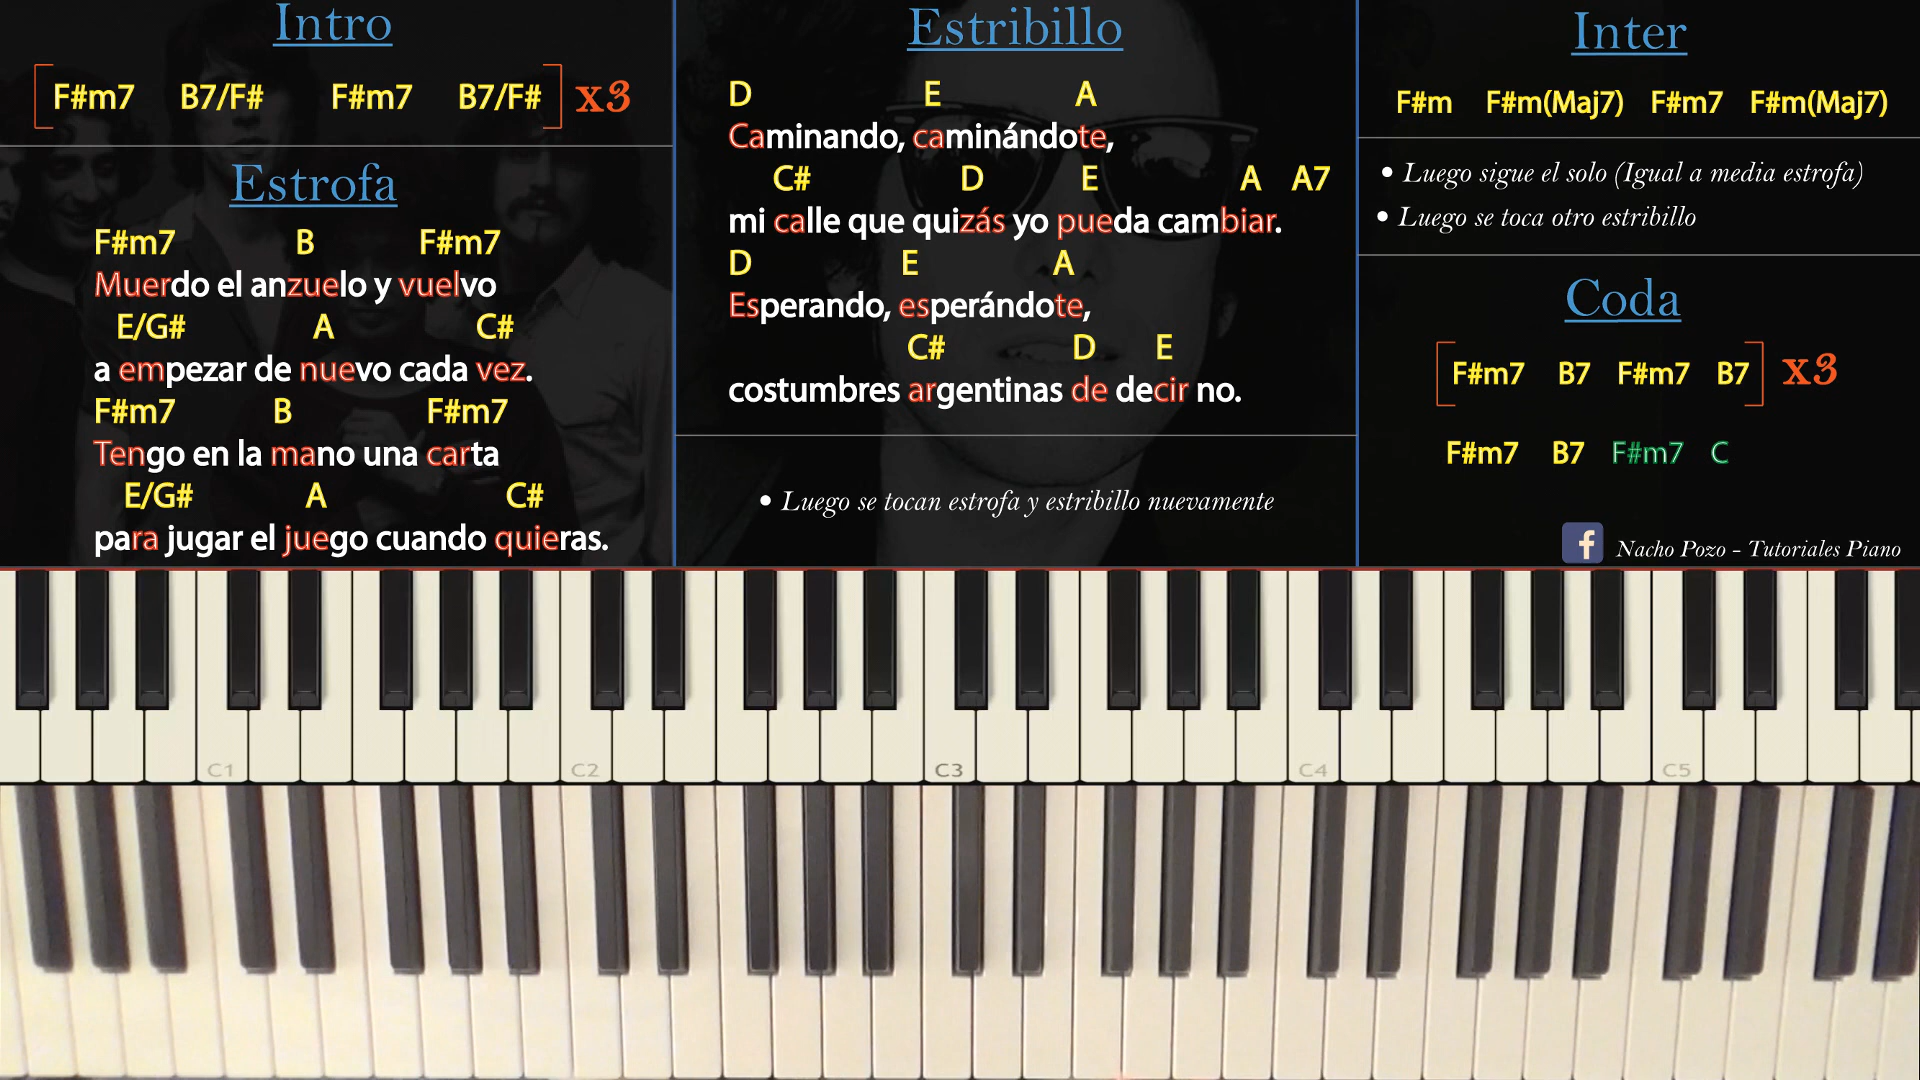 Intro
F#m7 B7/F# F#m7 B7/F# x3
Estrofa
F#m7 B F#m7
Muerdo el anzuelo y vuelvo
E/G# A C#
a empezar de nuevo cada vez.
F#m7 B F#m7
Tengo en la mano una carta
E/G# A C#
para jugar el juego cuando quieras.
Estribillo
D E A
Caminando, caminándote,
C# D E A A7
mi calle que quizás yo pueda cambiar.
D E A
Esperando, esperándote,
C# D E
costumbres argentinas de decir no.
• Luego se tocan estrofa y estribillo nuevamente
Inter
F#m F#m(Maj7) F#m7 F#m(Maj7)
• Luego sigue el solo (Igual a media estrofa)
• Luego se toca otro estribillo
Coda
F#m7 B7 F#m7 B7 x3
F#m7 B7 F#m7 C
f Nacho Pozo - Tutoriales Piano
C1 C2 C3 C4 C5